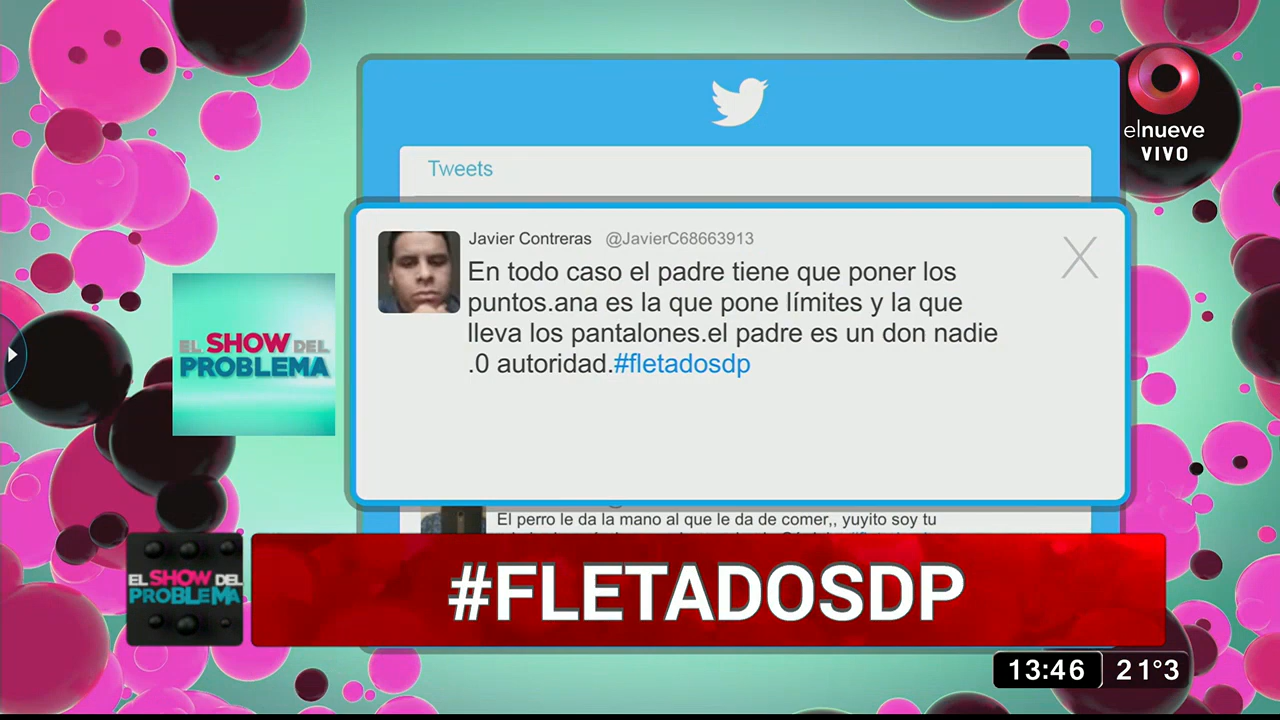 elnueve
VIVO
Tweets
Javier Contreras @JavierC68663913
En todo caso el padre tiene que poner los
puntos.ana es la que pone límites y la que
lleva los pantalones.el padre es un don nadie
.0 autoridad.#fletadosdp
EL SHOW DEL
PROBLEMA
El perro le da la mano al que le da de comer,, yuyito soy tu
EL SHOW DEL
PROBLEMA
#FLETADOSDP
13:46 21°3